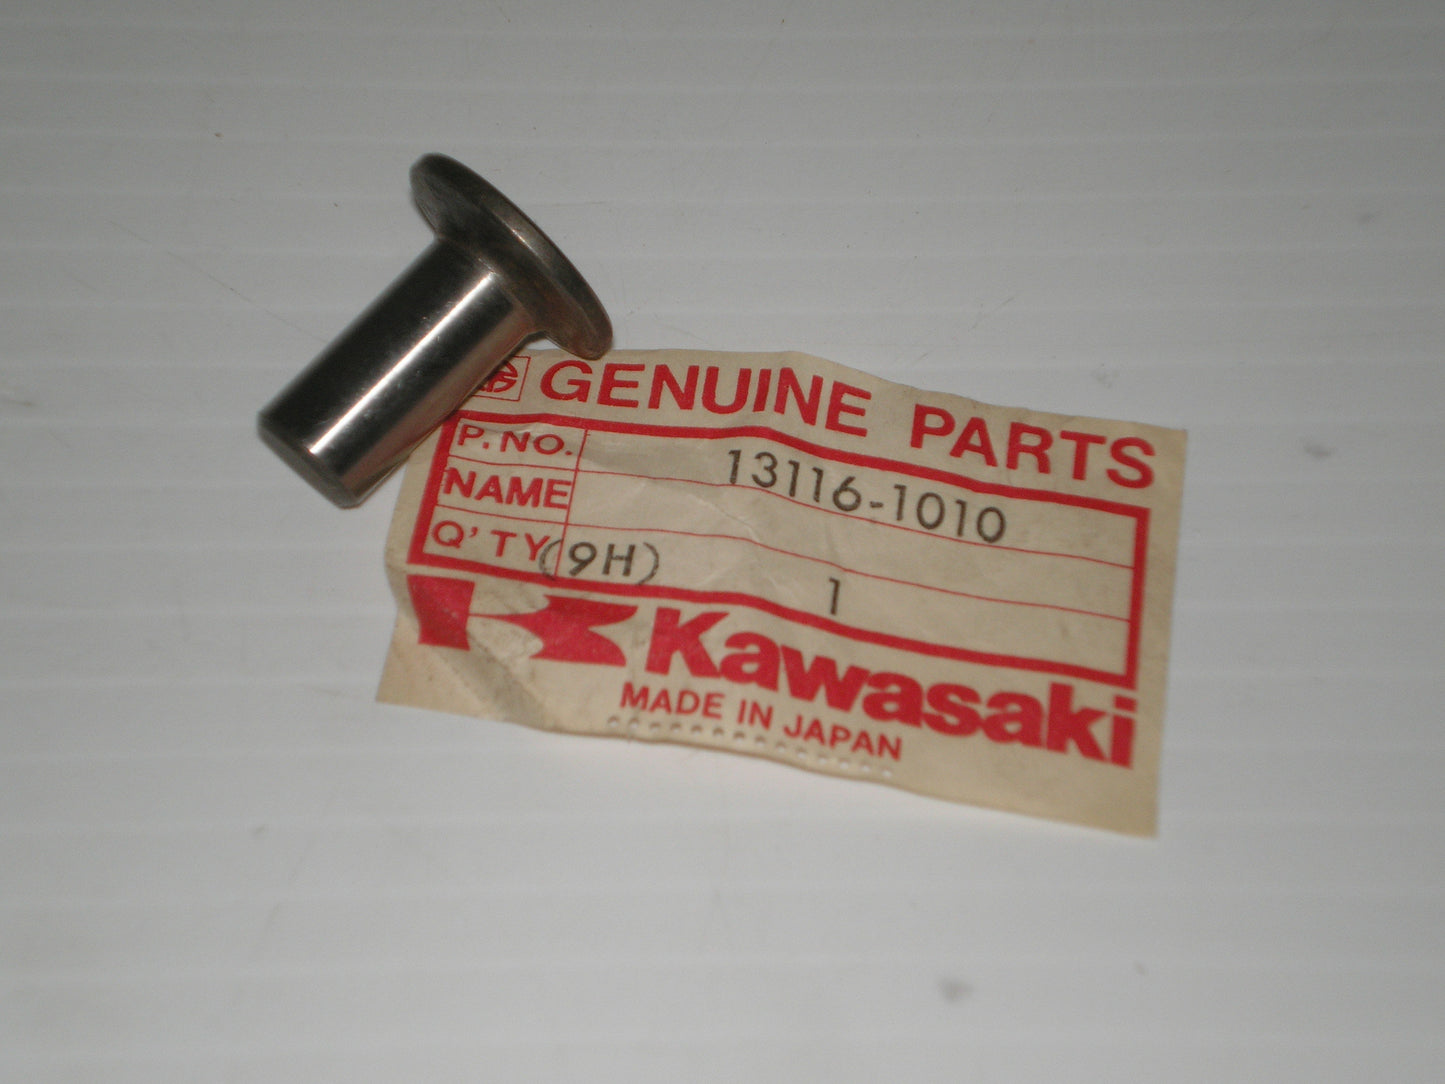 GENUINE PARTS
P. NO. 13116-1010
NAME
Q'TY (9H) 1
Kawasaki
MADE IN JAPAN